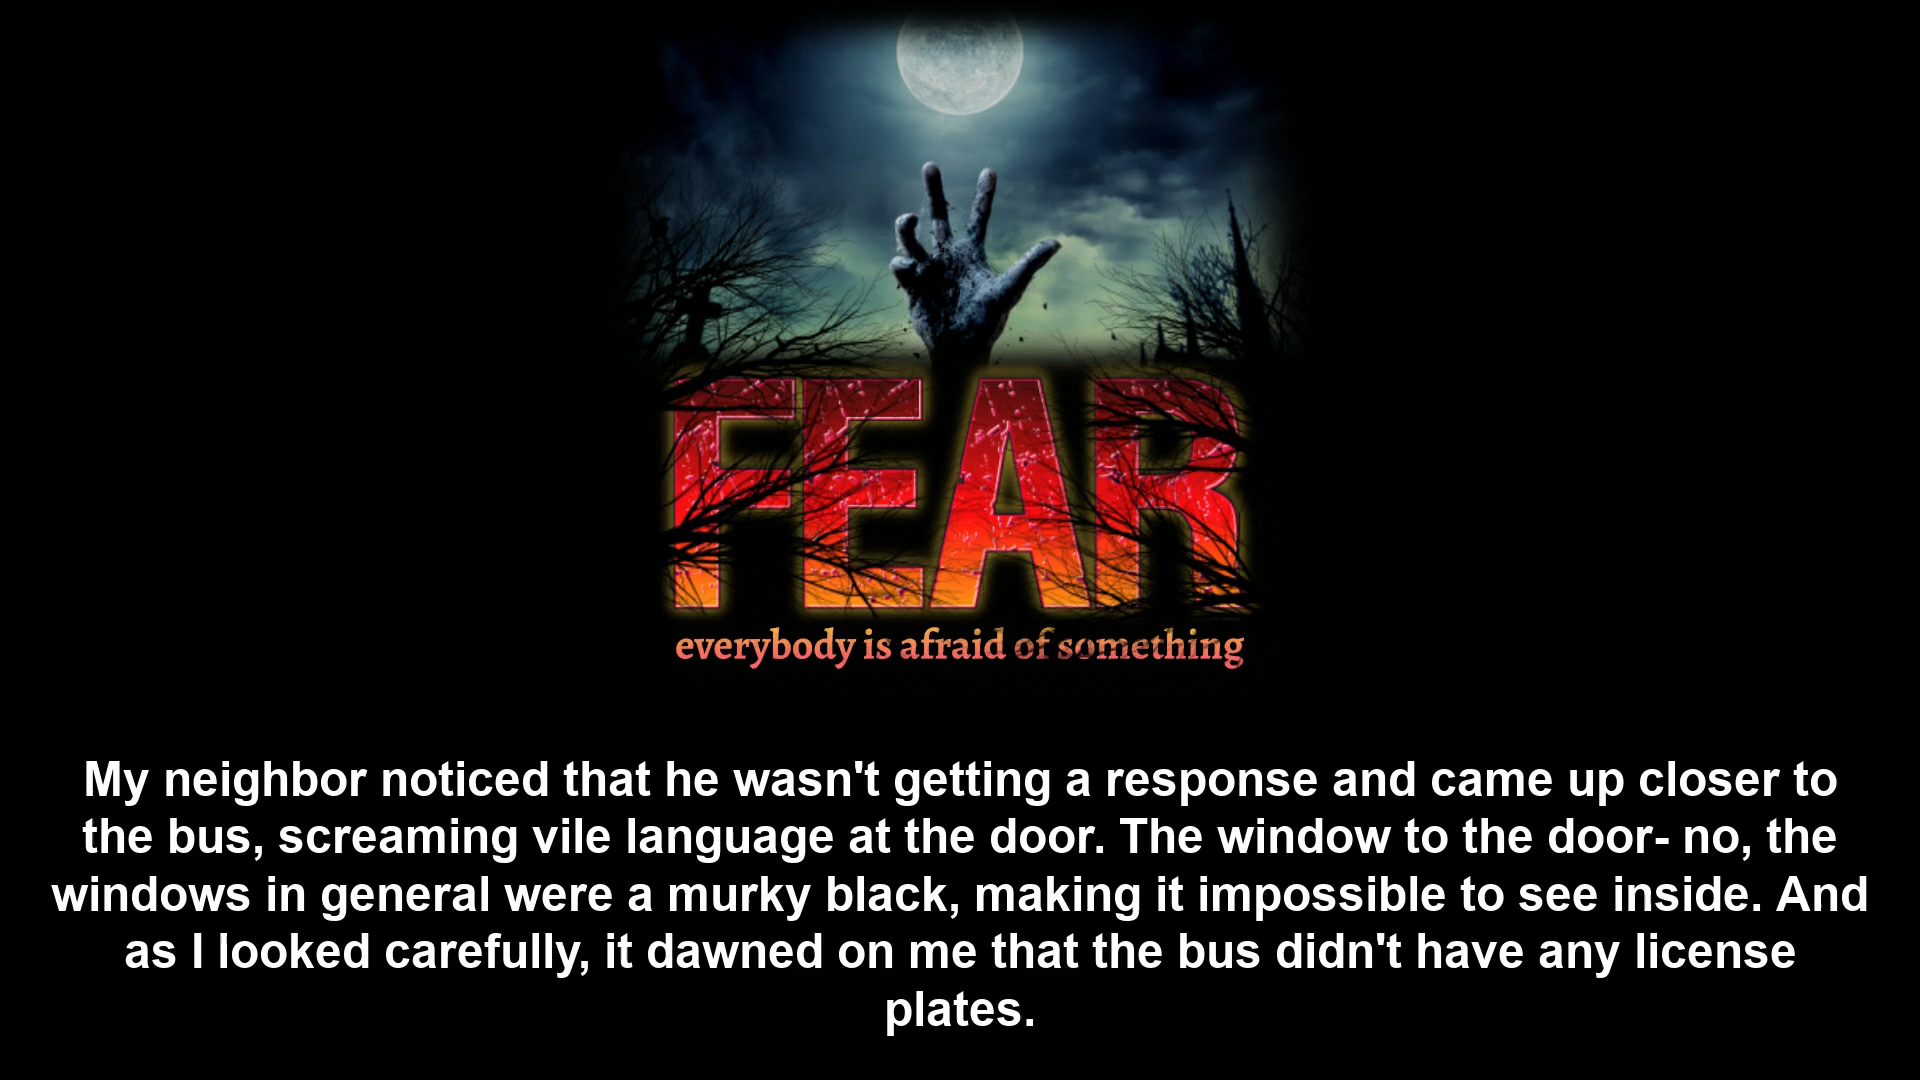 FEAR
everybody is afraid of something
My neighbor noticed that he wasn't getting a response and came up closer to
the bus, screaming vile language at the door. The window to the door- no, the
windows in general were a murky black, making it impossible to see inside. And
as I looked carefully, it dawned on me that the bus didn't have any license
plates.